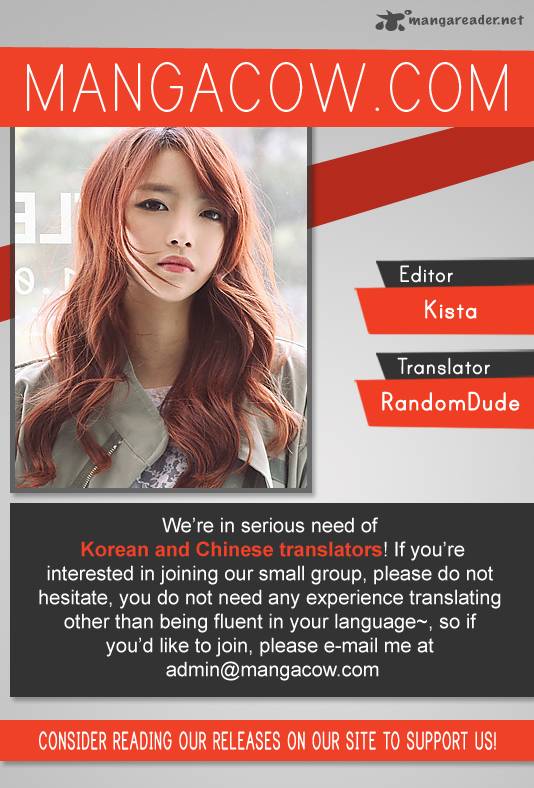 mangareader.net
MANGACOW.COM
Editor
Kista
Translator
RandomDude
We're in serious need of
Korean and Chinese translators! If you're
interested in joining our small group, please do not
hesitate, you do not need any experience translating
other than being fluent in your language~, so if
you'd like to join, please e-mail me at
admin@mangacow.com
CONSIDER READING OUR RELEASES ON OUR SITE TO SUPPORT US!